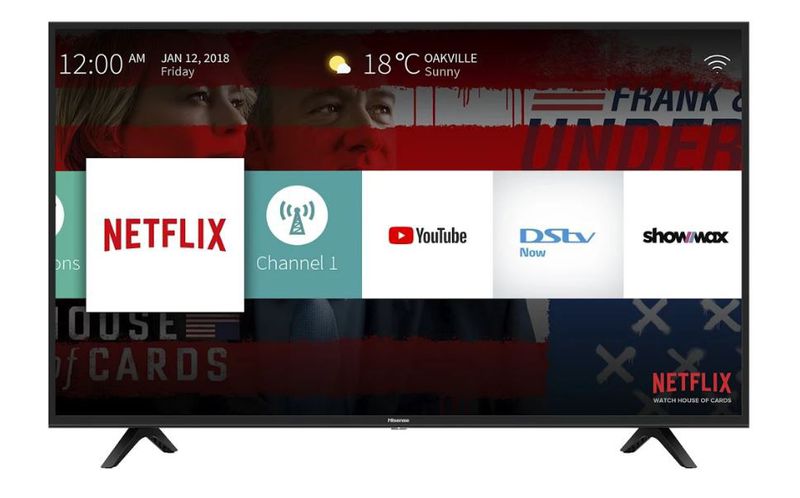 12:00 AM
JAN 12, 2018
Friday
18°C
OAKVILLE
Sunny
FRANK &
UNDER
ons
NETFLIX
Channel 1
YouTube
DStv
Now
showmax
HOUSE
of CARDS
NETFLIX
WATCH HOUSE OF CARDS
Hisense